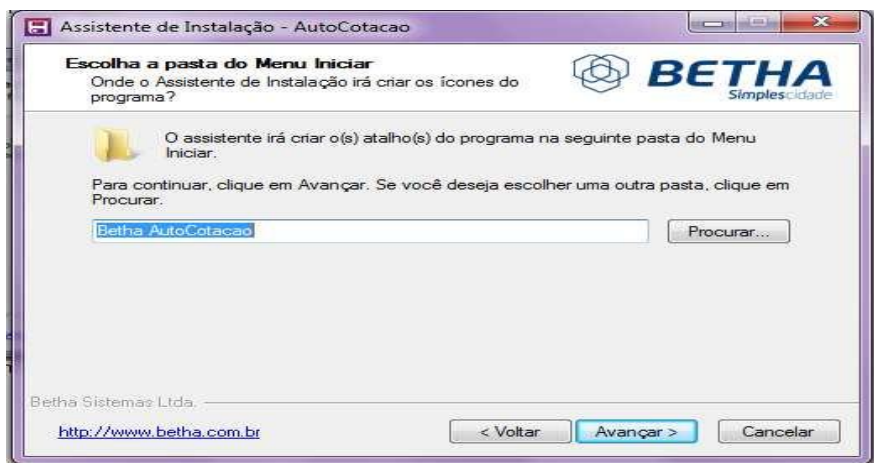 Assistente de Instalação - AutoCotacao
Escolha a pasta do Menu Iniciar
Onde o Assistente de Instalação irá criar os ícones do
programa?
BETHA
Simplescidade
O assistente irá criar o(s) atalho(s) do programa na seguinte pasta do Menu
Iniciar.
Para continuar, clique em Avançar. Se você deseja escolher uma outra pasta, clique em
Procurar.
Betha AutoCotacao
Procurar...
Betha Sistemas Ltda.
http://www.betha.com.br
< Voltar
Avançar >
Cancelar